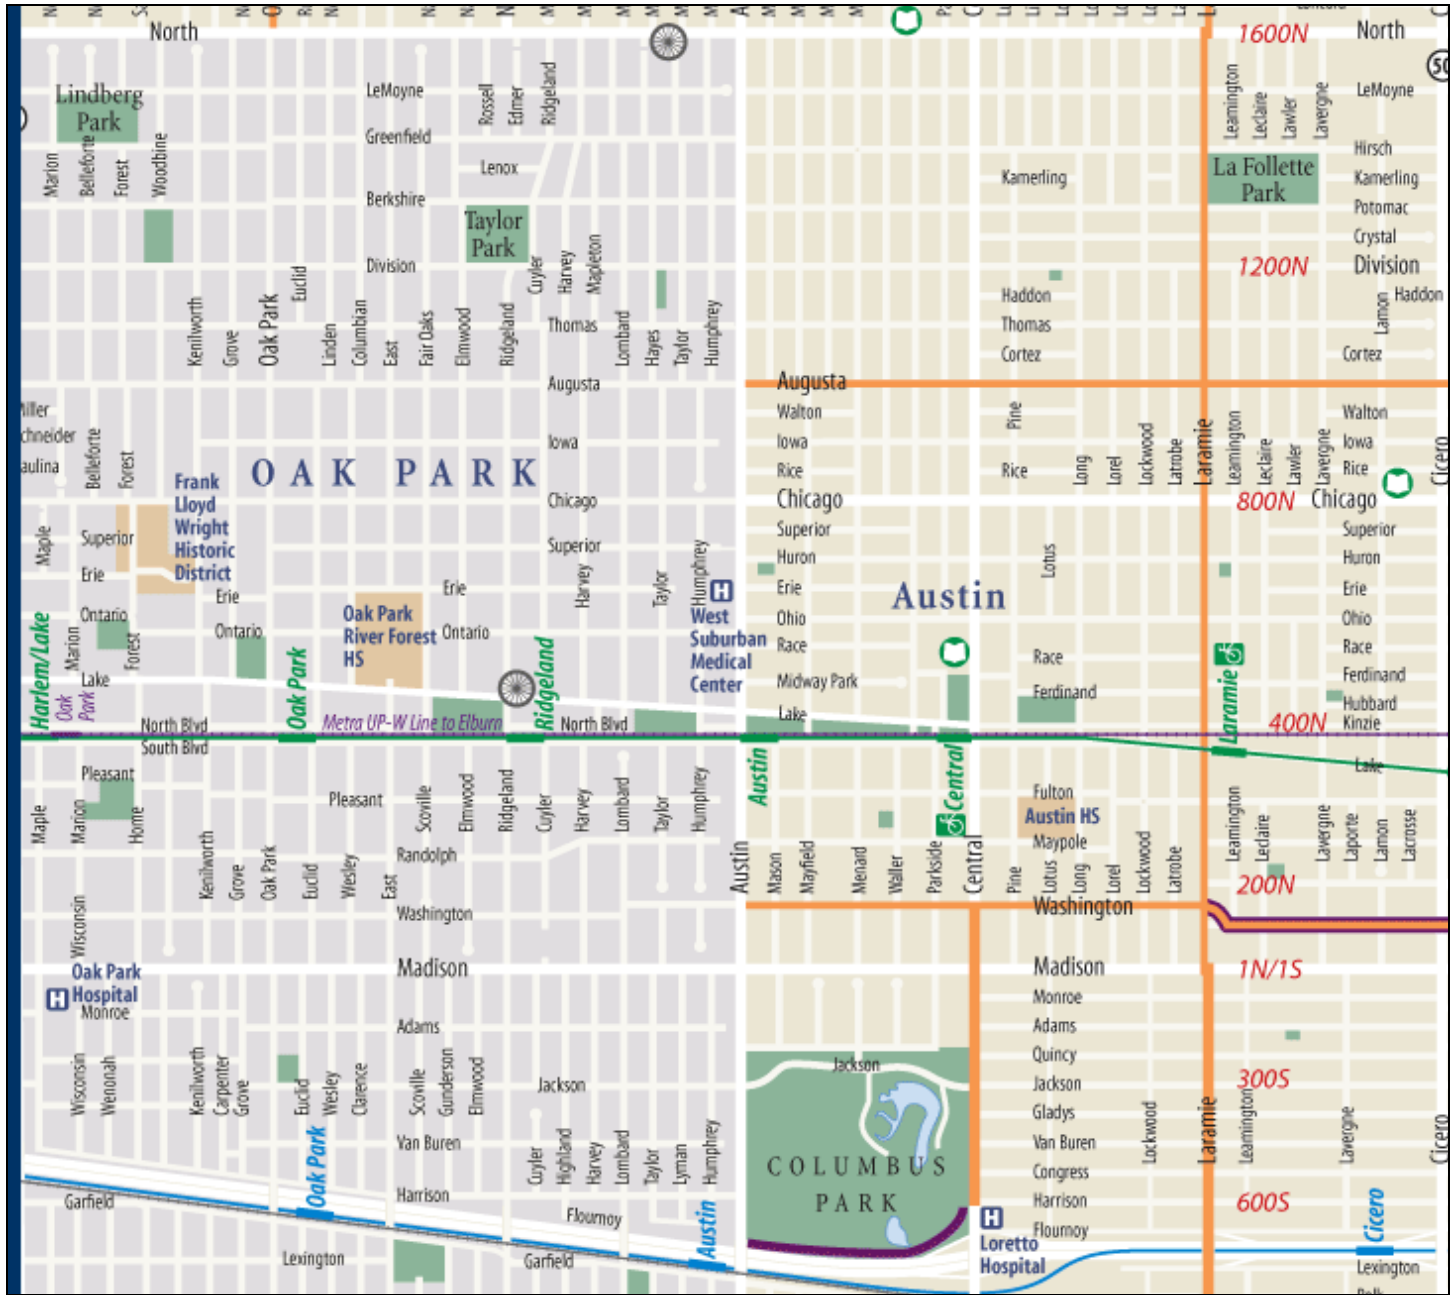 North
1600N
North
Lindberg
Park
LeMoyne
Rossell
Edmer
Ridgeland
Leamington
Leclaire
Lawler
Lavergne
LeMoyne
Greenfield
Marion
Belleforte
Forest
Woodbine
Lenox
Hirsch
Kamerling
La Follette
Park
Kamerling
Berkshire
Potomac
Taylor
Park
Crystal
Division
Cuyler
Harvey
Mapleton
1200N
Division
Euclid
Haddon
Lamon
Haddon
Kenilworth
Grove
Oak Park
Linden
Columbian
East
Fair Oaks
Elmwood
Ridgeland
Thomas
Lombard
Hayes
Taylor
Humphrey
Thomas
Cortez
Cortez
Augusta
Augusta
Walton
Pine
Walton
Belleforte
Forest
Iowa
Iowa
Long
Lorel
Lockwood
Latrobe
Laramie
Leamington
Leclaire
Lawler
Lavergne
Iowa
Cicero
OAK PARK
Rice
Rice
Rice
Frank
Lloyd
Wright
Historic
District
Chicago
Chicago
800N
Chicago
Maple
Superior
Superior
Superior
Superior
Huron
Lotus
Huron
Erie
Erie
Erie
Harvey
Taylor
Humphrey
H
West
Suburban
Medical
Center
Erie
Austin
Erie
Ontario
Ontario
Oak Park
River Forest
HS
Ontario
Ohio
Ohio
Harlem/Lake
Marion
Forest
Oak Park
Ridgeland
Race
Race
Laramie
Race
Lake
Midway Park
Ferdinand
Ferdinand
Oak
Park
North Blvd
Metra UP-W Line to Elburn
North Blvd
Lake
400N
Hubbard
Kinzie
South Blvd
Austin
Central
Lake
Pleasant
Pleasant
Maple
Marion
Home
Scoville
Elmwood
Ridgeland
Cuyler
Harvey
Lombard
Taylor
Humphrey
Fulton
Austin HS
Maypole
Leamington
Leclaire
Lavergne
Laporte
Lamon
Lacrosse
Kenilworth
Grove
Oak Park
Euclid
Wesley
East
Randolph
Austin
Mason
Mayfield
Menard
Waller
Parkside
Central
Pine
Lotus
Long
Lorel
Lockwood
Latrobe
200N
Wisconsin
Washington
Washington
Madison
Madison
1N/1S
Oak Park
Hospital
H
Monroe
Monroe
Adams
Adams
Quincy
Wisconsin
Wenonah
Kenilworth
Carpenter
Grove
Euclid
Wesley
Clarence
Scoville
Gunderson
Elmwood
Jackson
Jackson
Jackson
300S
Gladys
Lockwood
Laramie
Leamington
Lavergne
Cicero
Oak Park
Van Buren
Cuyler
Highland
Harvey
Lombard
Taylor
Lyman
Humphrey
Van Buren
COLUMBUS
PARK
Congress
Garfield
Harrison
Harrison
600S
Flournoy
Austin
H
Loretto
Hospital
Flournoy
Cicero
Lexington
Garfield
Lexington